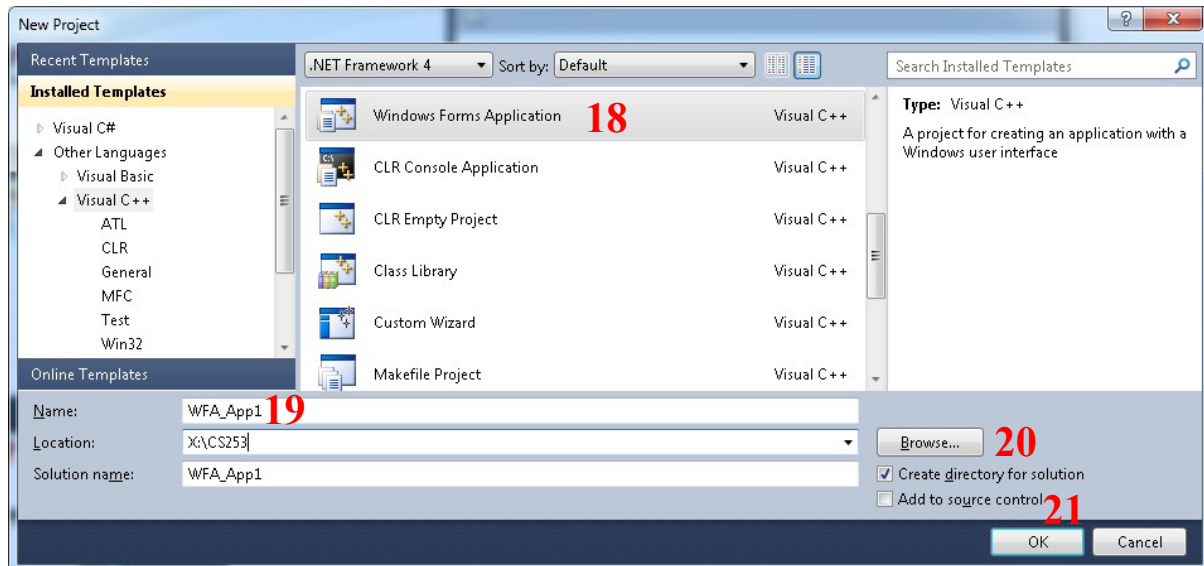 New Project
Recent Templates
Installed Templates
Visual C#
Other Languages
Visual Basic
Visual C++
ATL
CLR
General
MFC
Test
Win32
Online Templates
.NET Framework 4 Sort by: Default
Windows Forms Application 18 Visual C++
CLR Console Application Visual C++
CLR Empty Project Visual C++
Class Library Visual C++
Custom Wizard Visual C++
Makefile Project Visual C++
Search Installed Templates
Type: Visual C++
A project for creating an application with a
Windows user interface
Name: WFA_App1 19
Location: X:\CS253
Solution name: WFA_App1
Browse... 20
Create directory for solution
Add to source control
21
OK Cancel